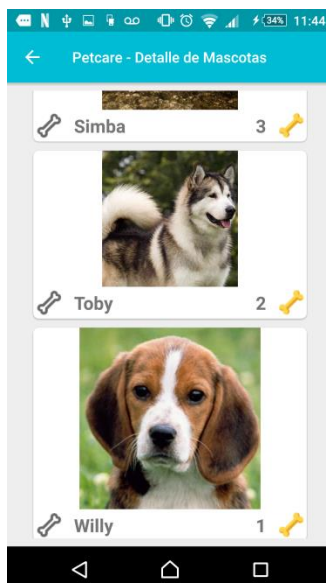 N 34% 11:44
Petcare - Detalle de Mascotas
Simba 3
Toby 2
Willy 1